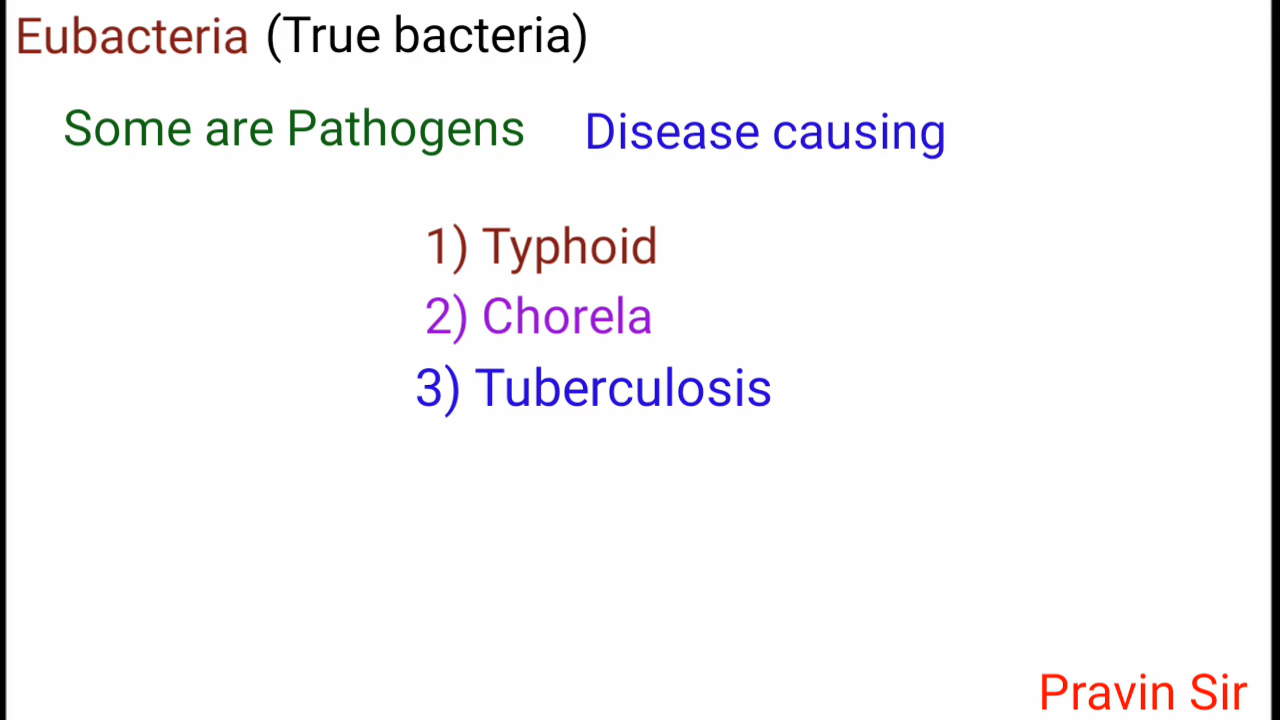 Eubacteria (True bacteria)
Some are Pathogens Disease causing
1) Typhoid
2) Chorela
3) Tuberculosis
Pravin Sir